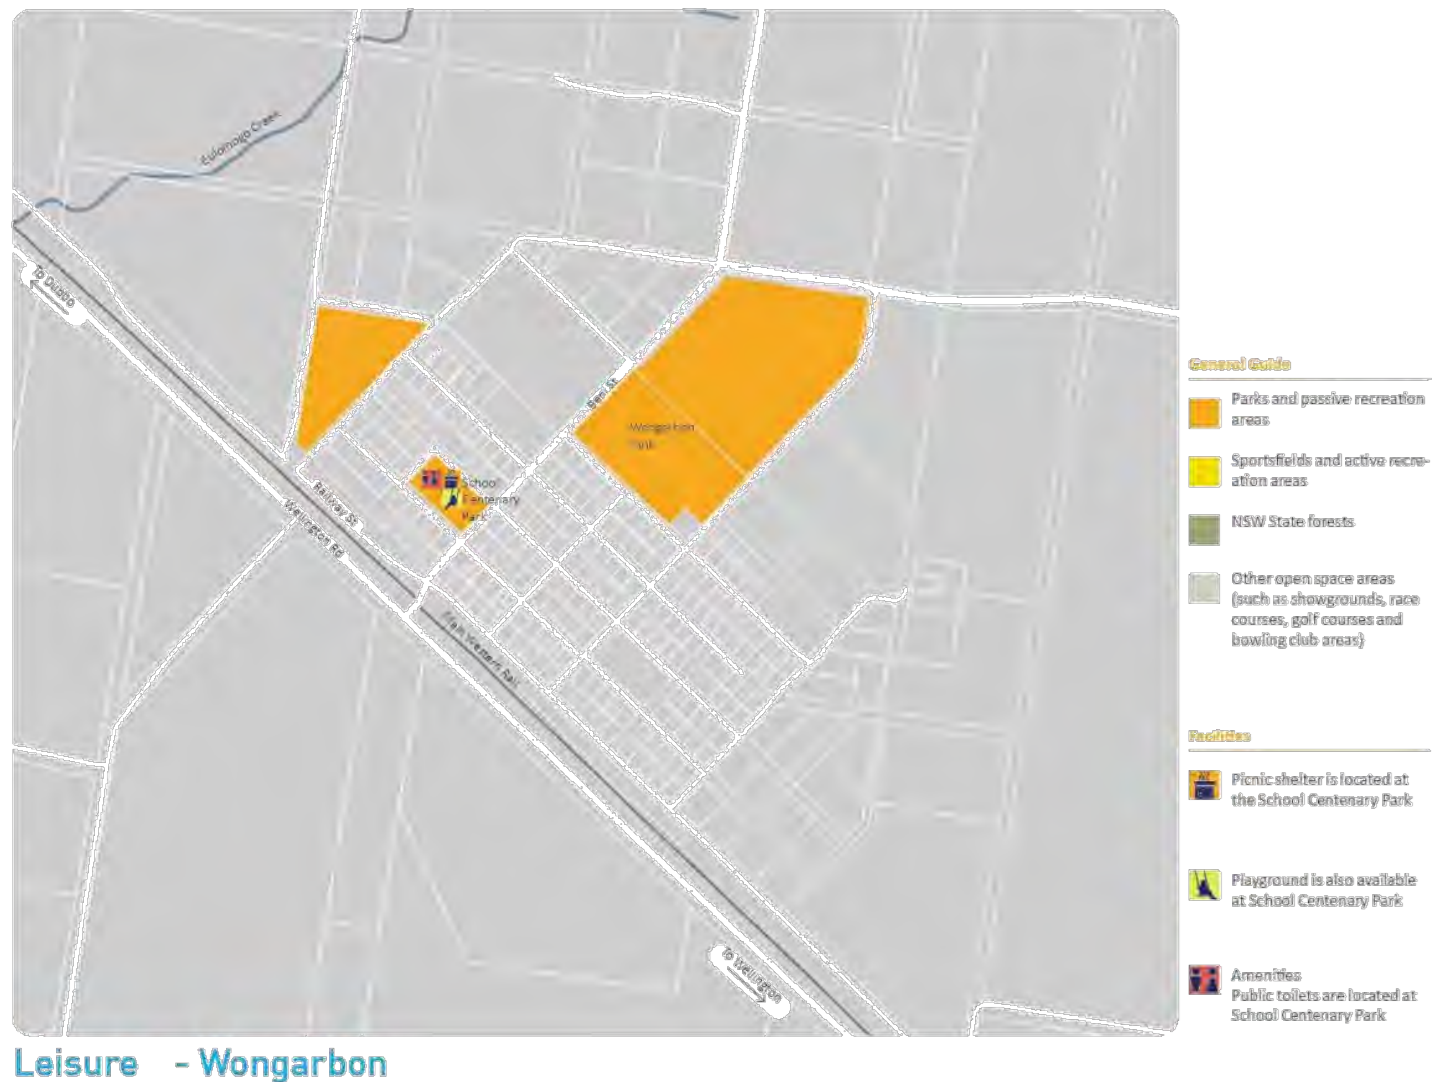 Eulomogo Creek
To Dubbo
Beni St
Wongarbon
Park
School
Centenary
Park
Railway St
Wellington Rd
Main Western Rail
To Wellington
General Guide
Parks and passive recreation
areas
Sportsfields and active recre-
ation areas
NSW State forests
Other open space areas
(such as showgrounds, race
courses, golf courses and
bowling club areas)
Facilities
Picnic shelter is located at
the School Centenary Park
Playground is also available
at School Centenary Park
Amenities
Public toilets are located at
School Centenary Park
Leisure - Wongarbon